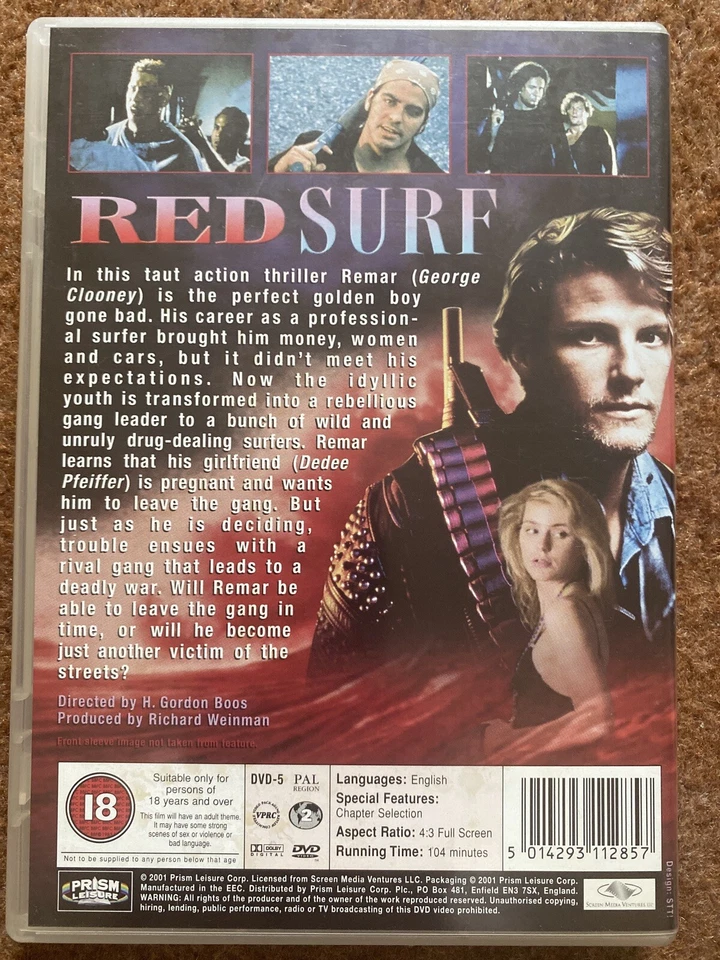 RED SURF
In this taut action thriller Remar (George
Clooney) is the perfect golden boy
gone bad. His career as a profession-
al surfer brought him money, women
and cars, but it didn't meet his
expectations. Now the idyllic
youth is transformed into a rebellious
gang leader to a bunch of wild and
unruly drug-dealing surfers. Remar
learns that his girlfriend (Dedee
Pfeiffer) is pregnant and wants
him to leave the gang. But
just as he is deciding,
trouble ensues with a
rival gang that leads to a
deadly war. Will Remar be
able to leave the gang in
time, or will he become
just another victim of the
streets?
Directed by H. Gordon Boos
Produced by Richard Weinman
Front sleeve image not taken from feature.
18
Suitable only for
persons of
18 years and over
This film will have an adult theme.
It may have some strong
scenes of sex or violence or
bad language.
Not to be supplied to any person below that age
DVD-5 PAL
REGION
VPRC
2
DOLBY
DIGITAL
DVD
VIDEO
Languages: English
Special Features:
Chapter Selection
Aspect Ratio: 4:3 Full Screen
Running Time: 104 minutes
5 014293 112857
PRISM
LEISURE
© 2001 Prism Leisure Corp. Licensed from Screen Media Ventures LLC. Packaging © 2001 Prism Leisure Corp.
Manufactured in the EEC. Distributed by Prism Leisure Corp. Plc., PO Box 481, Enfield EN3 7SX, England.
WARNING: All rights of the producer and of the owner of the work reproduced reserved. Unauthorised copying,
hiring, lending, public performance, radio or TV broadcasting of this DVD video prohibited.
SCREEN MEDIA VENTURES LLC
Design: STTI